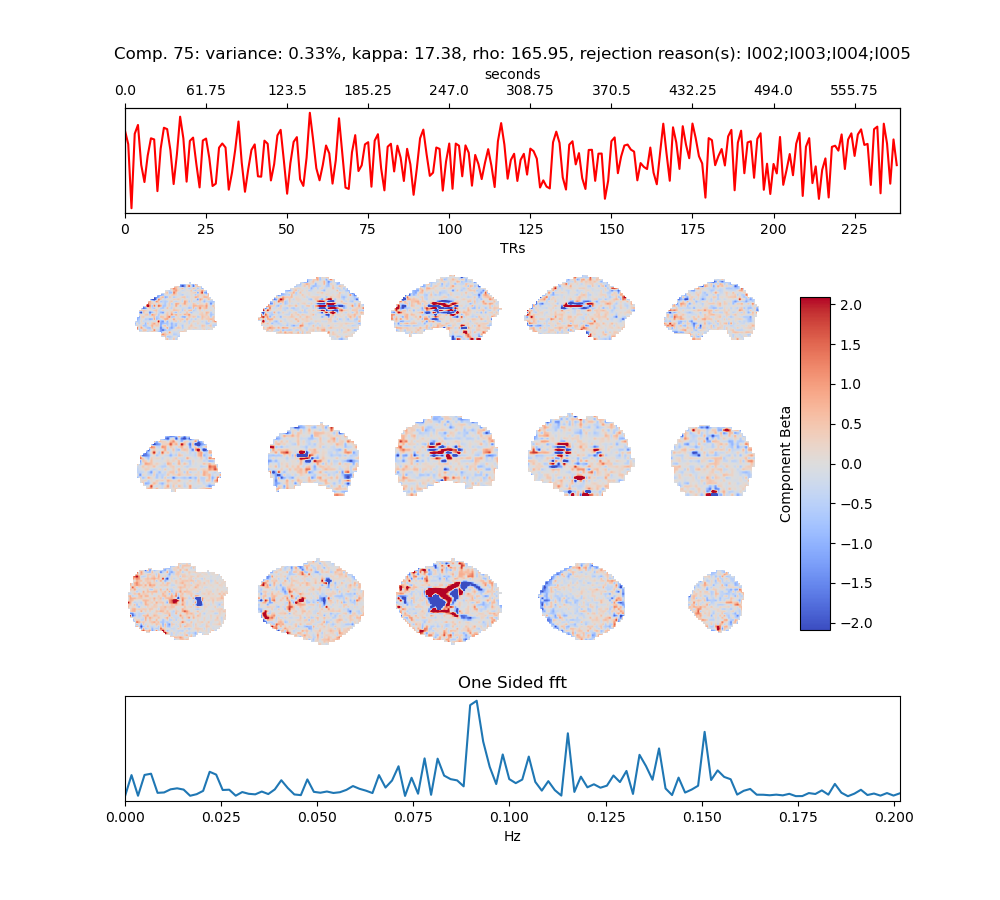 Comp. 75: variance: 0.33%, kappa: 17.38, rho: 165.95, rejection reason(s): I002;I003;I004;I005
seconds
0.0 61.75 123.5 185.25 247.0 308.75 370.5 432.25 494.0 555.75
0 25 50 75 100 125 150 175 200 225
TRs
2.0
1.5
1.0
0.5
0.0
−0.5
−1.0
−1.5
−2.0
Component Beta
One Sided fft
0.000 0.025 0.050 0.075 0.100 0.125 0.150 0.175 0.200
Hz